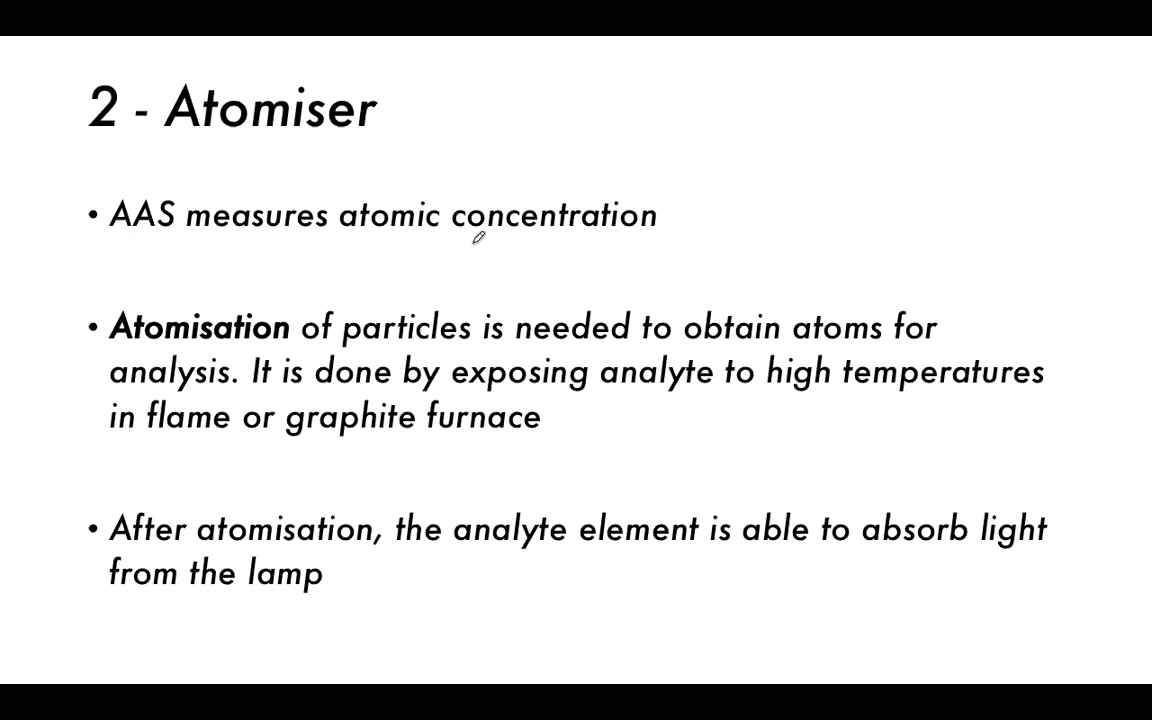 2 - Atomiser
• AAS measures atomic concentration
• Atomisation of particles is needed to obtain atoms for
analysis. It is done by exposing analyte to high temperatures
in flame or graphite furnace
• After atomisation, the analyte element is able to absorb light
from the lamp